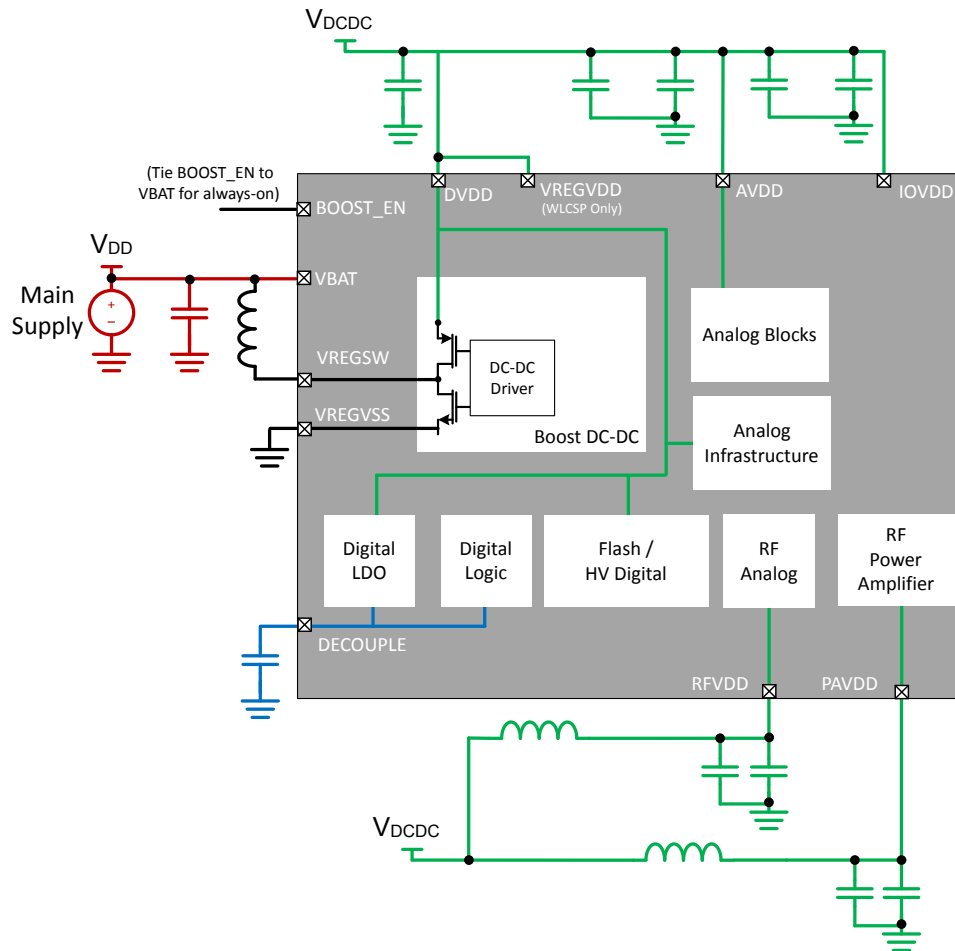 VDCDC
(Tie BOOST_EN to
VBAT for always-on)
DVDD
VREGVDD
(WLCSP Only)
AVDD
IOVDD
BOOST_EN
VDD
VBAT
Main
Supply
+
−
VREGSW
DC-DC
Driver
Analog Blocks
VREGVSS
Boost DC-DC
Analog
Infrastructure
Digital
LDO
Digital
Logic
Flash /
HV Digital
RF
Analog
RF
Power
Amplifier
DECOUPLE
RFVDD
PAVDD
VDCDC